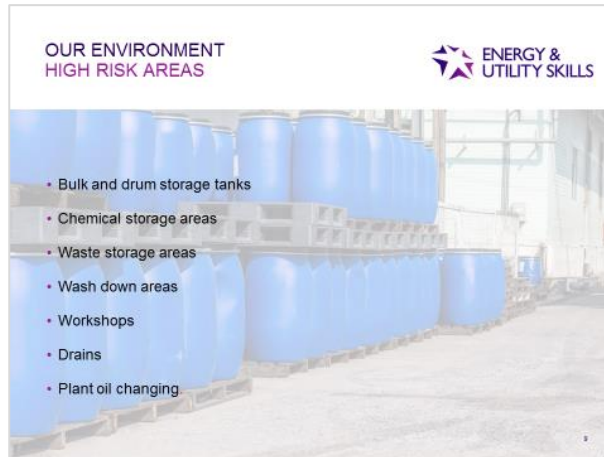 OUR ENVIRONMENT
HIGH RISK AREAS
ENERGY &
UTILITY SKILLS
• Bulk and drum storage tanks
• Chemical storage areas
• Waste storage areas
• Wash down areas
• Workshops
• Drains
• Plant oil changing